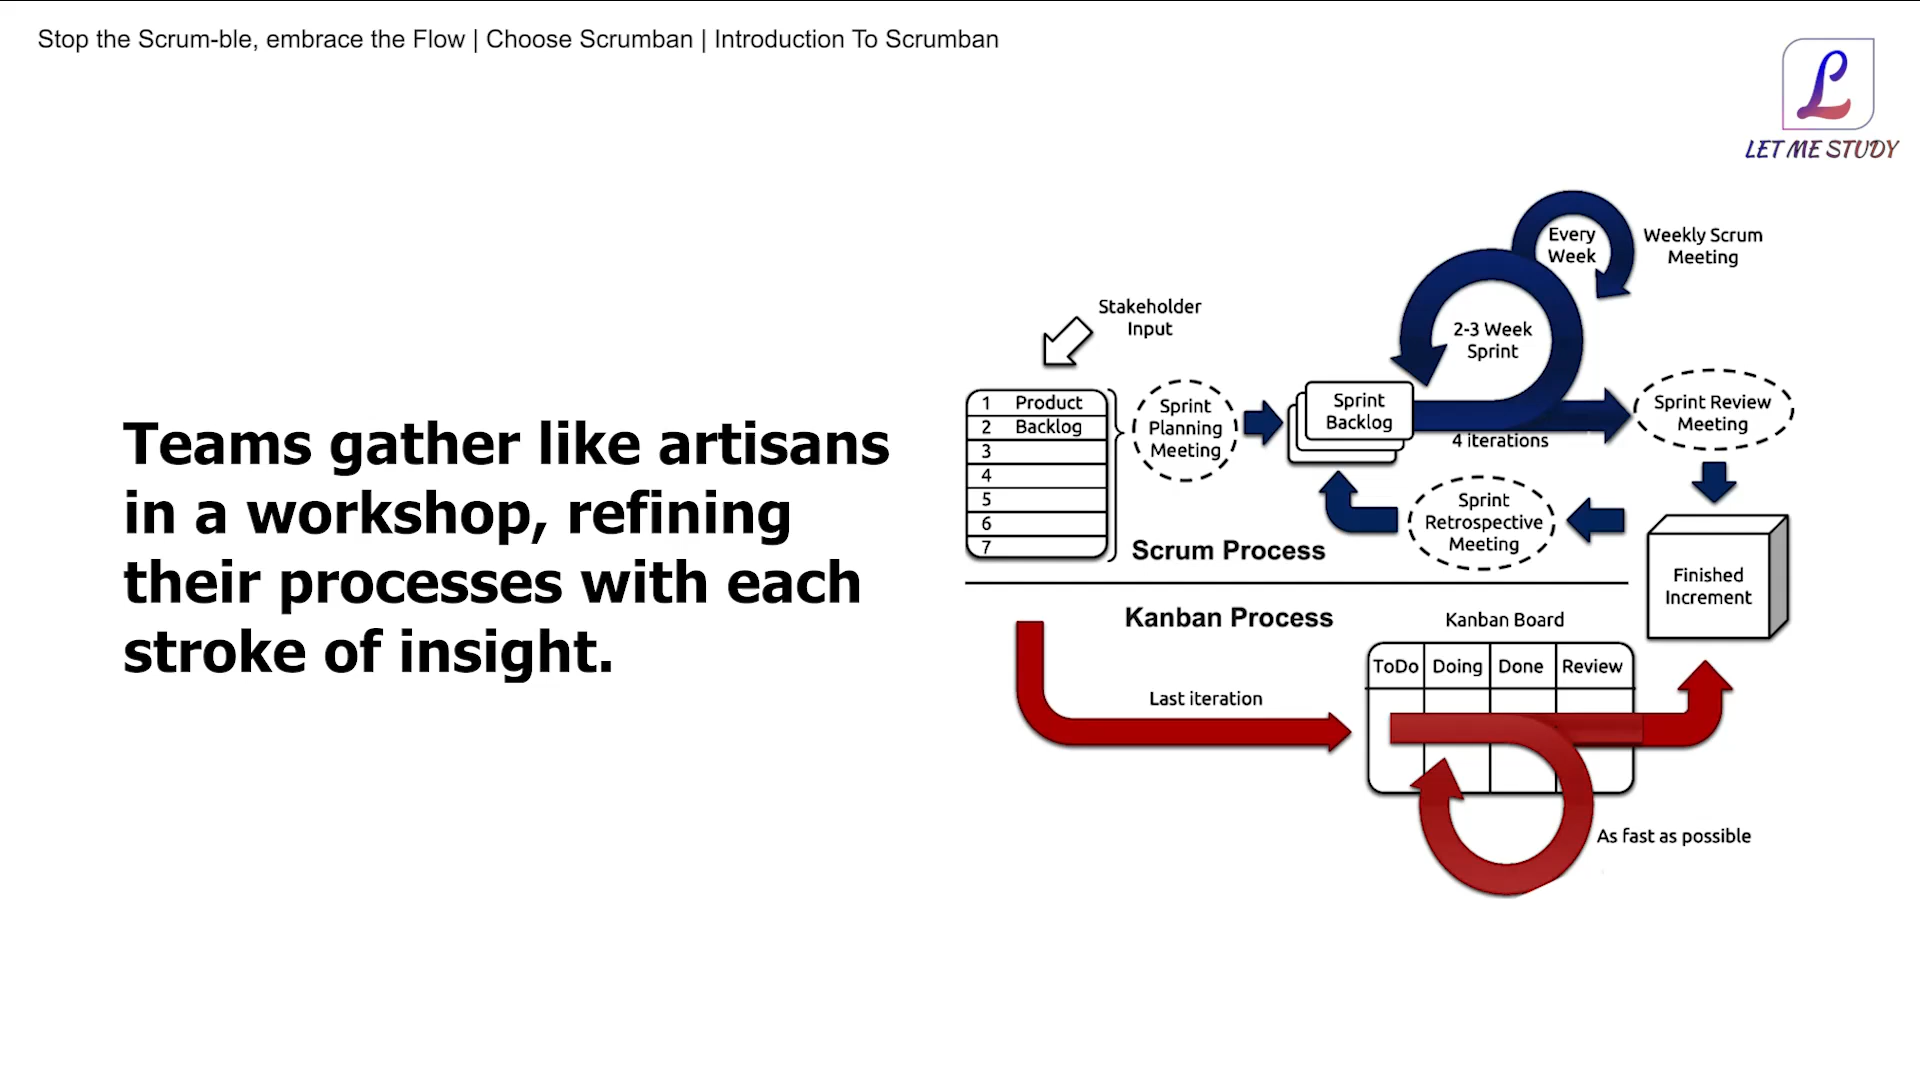 Stop the Scrum-ble, embrace the Flow | Choose Scrumban | Introduction To Scrumban
L
LET ME STUDY
Teams gather like artisans
in a workshop, refining
their processes with each
stroke of insight.
Every
Week
Weekly Scrum
Meeting
Stakeholder
Input
2-3 Week
Sprint
1 Product
2 Backlog
3
4
5
6
7
Sprint
Planning
Meeting
Sprint
Backlog
4 iterations
Sprint Review
Meeting
Sprint
Retrospective
Meeting
Scrum Process
Finished
Increment
Kanban Process
Kanban Board
ToDo Doing Done Review
Last iteration
As fast as possible